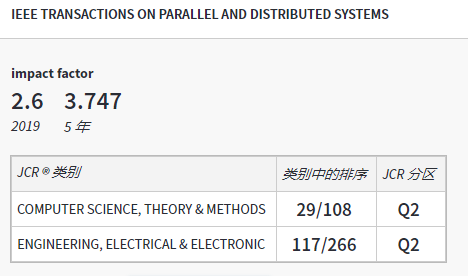 IEEE TRANSACTIONS ON PARALLEL AND DISTRIBUTED SYSTEMS
impact factor
2.6 3.747
2019 5 年
JCR® 类别 类别中的排序 JCR 分区
COMPUTER SCIENCE, THEORY & METHODS 29/108 Q2
ENGINEERING, ELECTRICAL & ELECTRONIC 117/266 Q2